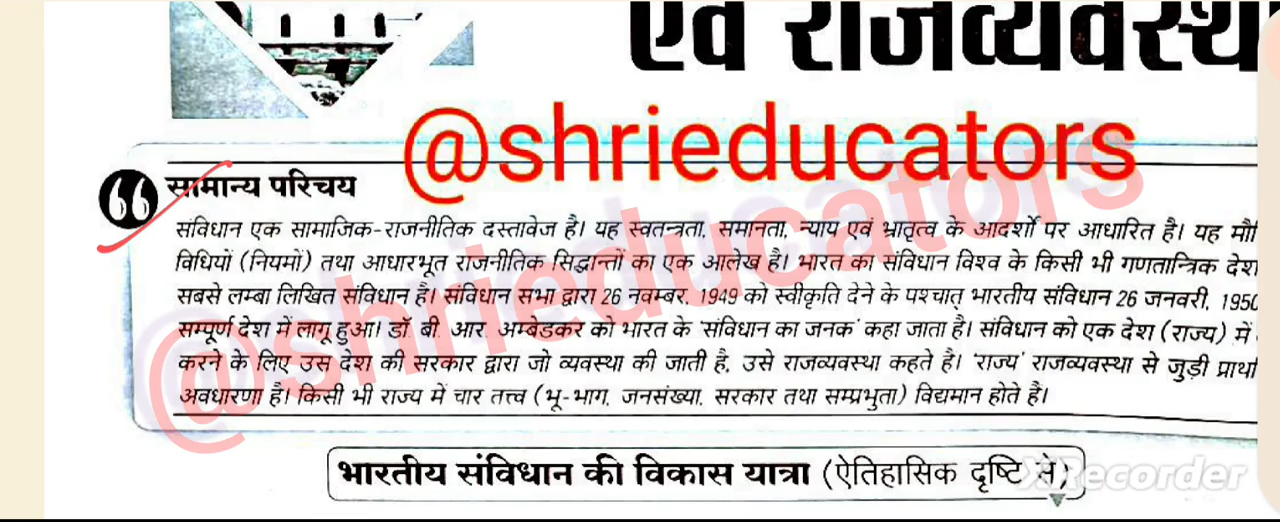 एवं राजव्यवस्थ
@shrieducators
सामान्य परिचय
संविधान एक सामाजिक-राजनीतिक दस्तावेज है। यह स्वतन्त्रता, समानता, न्याय एवं भ्रातृत्व के आदर्शों पर आधारित है। यह
विधियों (नियमों) तथा आधारभूत राजनीतिक सिद्धान्तों का एक आलेख है। भारत का संविधान विश्व के किसी भी गणतान्त्रिक देश
सबसे लम्बा लिखित संविधान है। संविधान सभा द्वारा 26 नवम्बर, 1949 को स्वीकृति देने के पश्चात् भारतीय संविधान 26 जनवरी, 1950
सम्पूर्ण देश में लागू हुआ। डॉ. बी. आर. अम्बेडकर को भारत के 'संविधान का जनक' कहा जाता है। संविधान को एक देश (राज्य) में
करने के लिए उस देश की सरकार द्वारा जो व्यवस्था की जाती है, उसे राजव्यवस्था कहते है। 'राज्य' राजव्यवस्था से जुड़ी
अवधारणा है। किसी भी राज्य में चार तत्त्व (भू-भाग, जनसंख्या, सरकार तथा सम्प्रभुता) विद्यमान होते है।
@shrieducators
भारतीय संविधान की विकास यात्रा (ऐतिहासिक दृष्टि से)
XRecorder